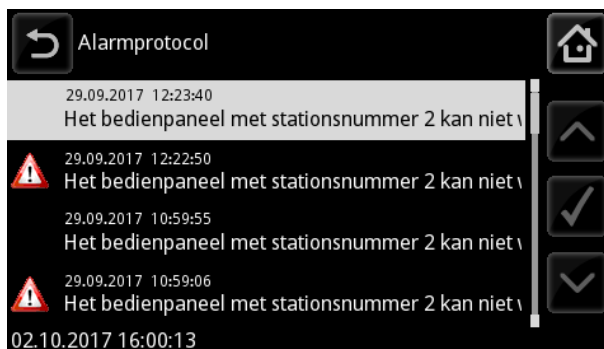 Alarmprotocol
29.09.2017 12:23:40
Het bedienpaneel met stationsnummer 2 kan niet
29.09.2017 12:22:50
Het bedienpaneel met stationsnummer 2 kan niet
29.09.2017 10:59:55
Het bedienpaneel met stationsnummer 2 kan niet
29.09.2017 10:59:06
Het bedienpaneel met stationsnummer 2 kan niet
02.10.2017 16:00:13